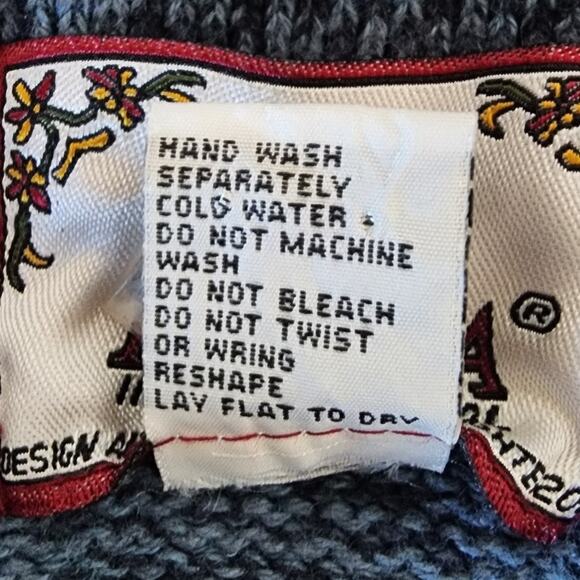 HAND WASH
SEPARATELY
COLD WATER
DO NOT MACHINE
WASH
DO NOT BLEACH
DO NOT TWIST
OR WRING
RESHAPE
LAY FLAT TO DRY
®
DESIGN